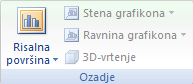 Risalna
površina
Stena grafikona
Ravnina grafikona
3D-vrtenje
Ozadje